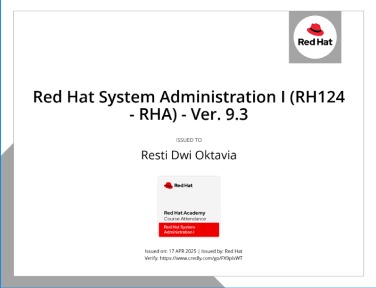 Red Hat
Red Hat System Administration I (RH124
- RHA) - Ver. 9.3
ISSUED TO
Resti Dwi Oktavia
Red Hat
Red Hat Academy
Course Attendance
Red Hat System
Administration I
Issued on: 17 APR 2025 | Issued by: Red Hat
Verify: https://www.credly.com/go/